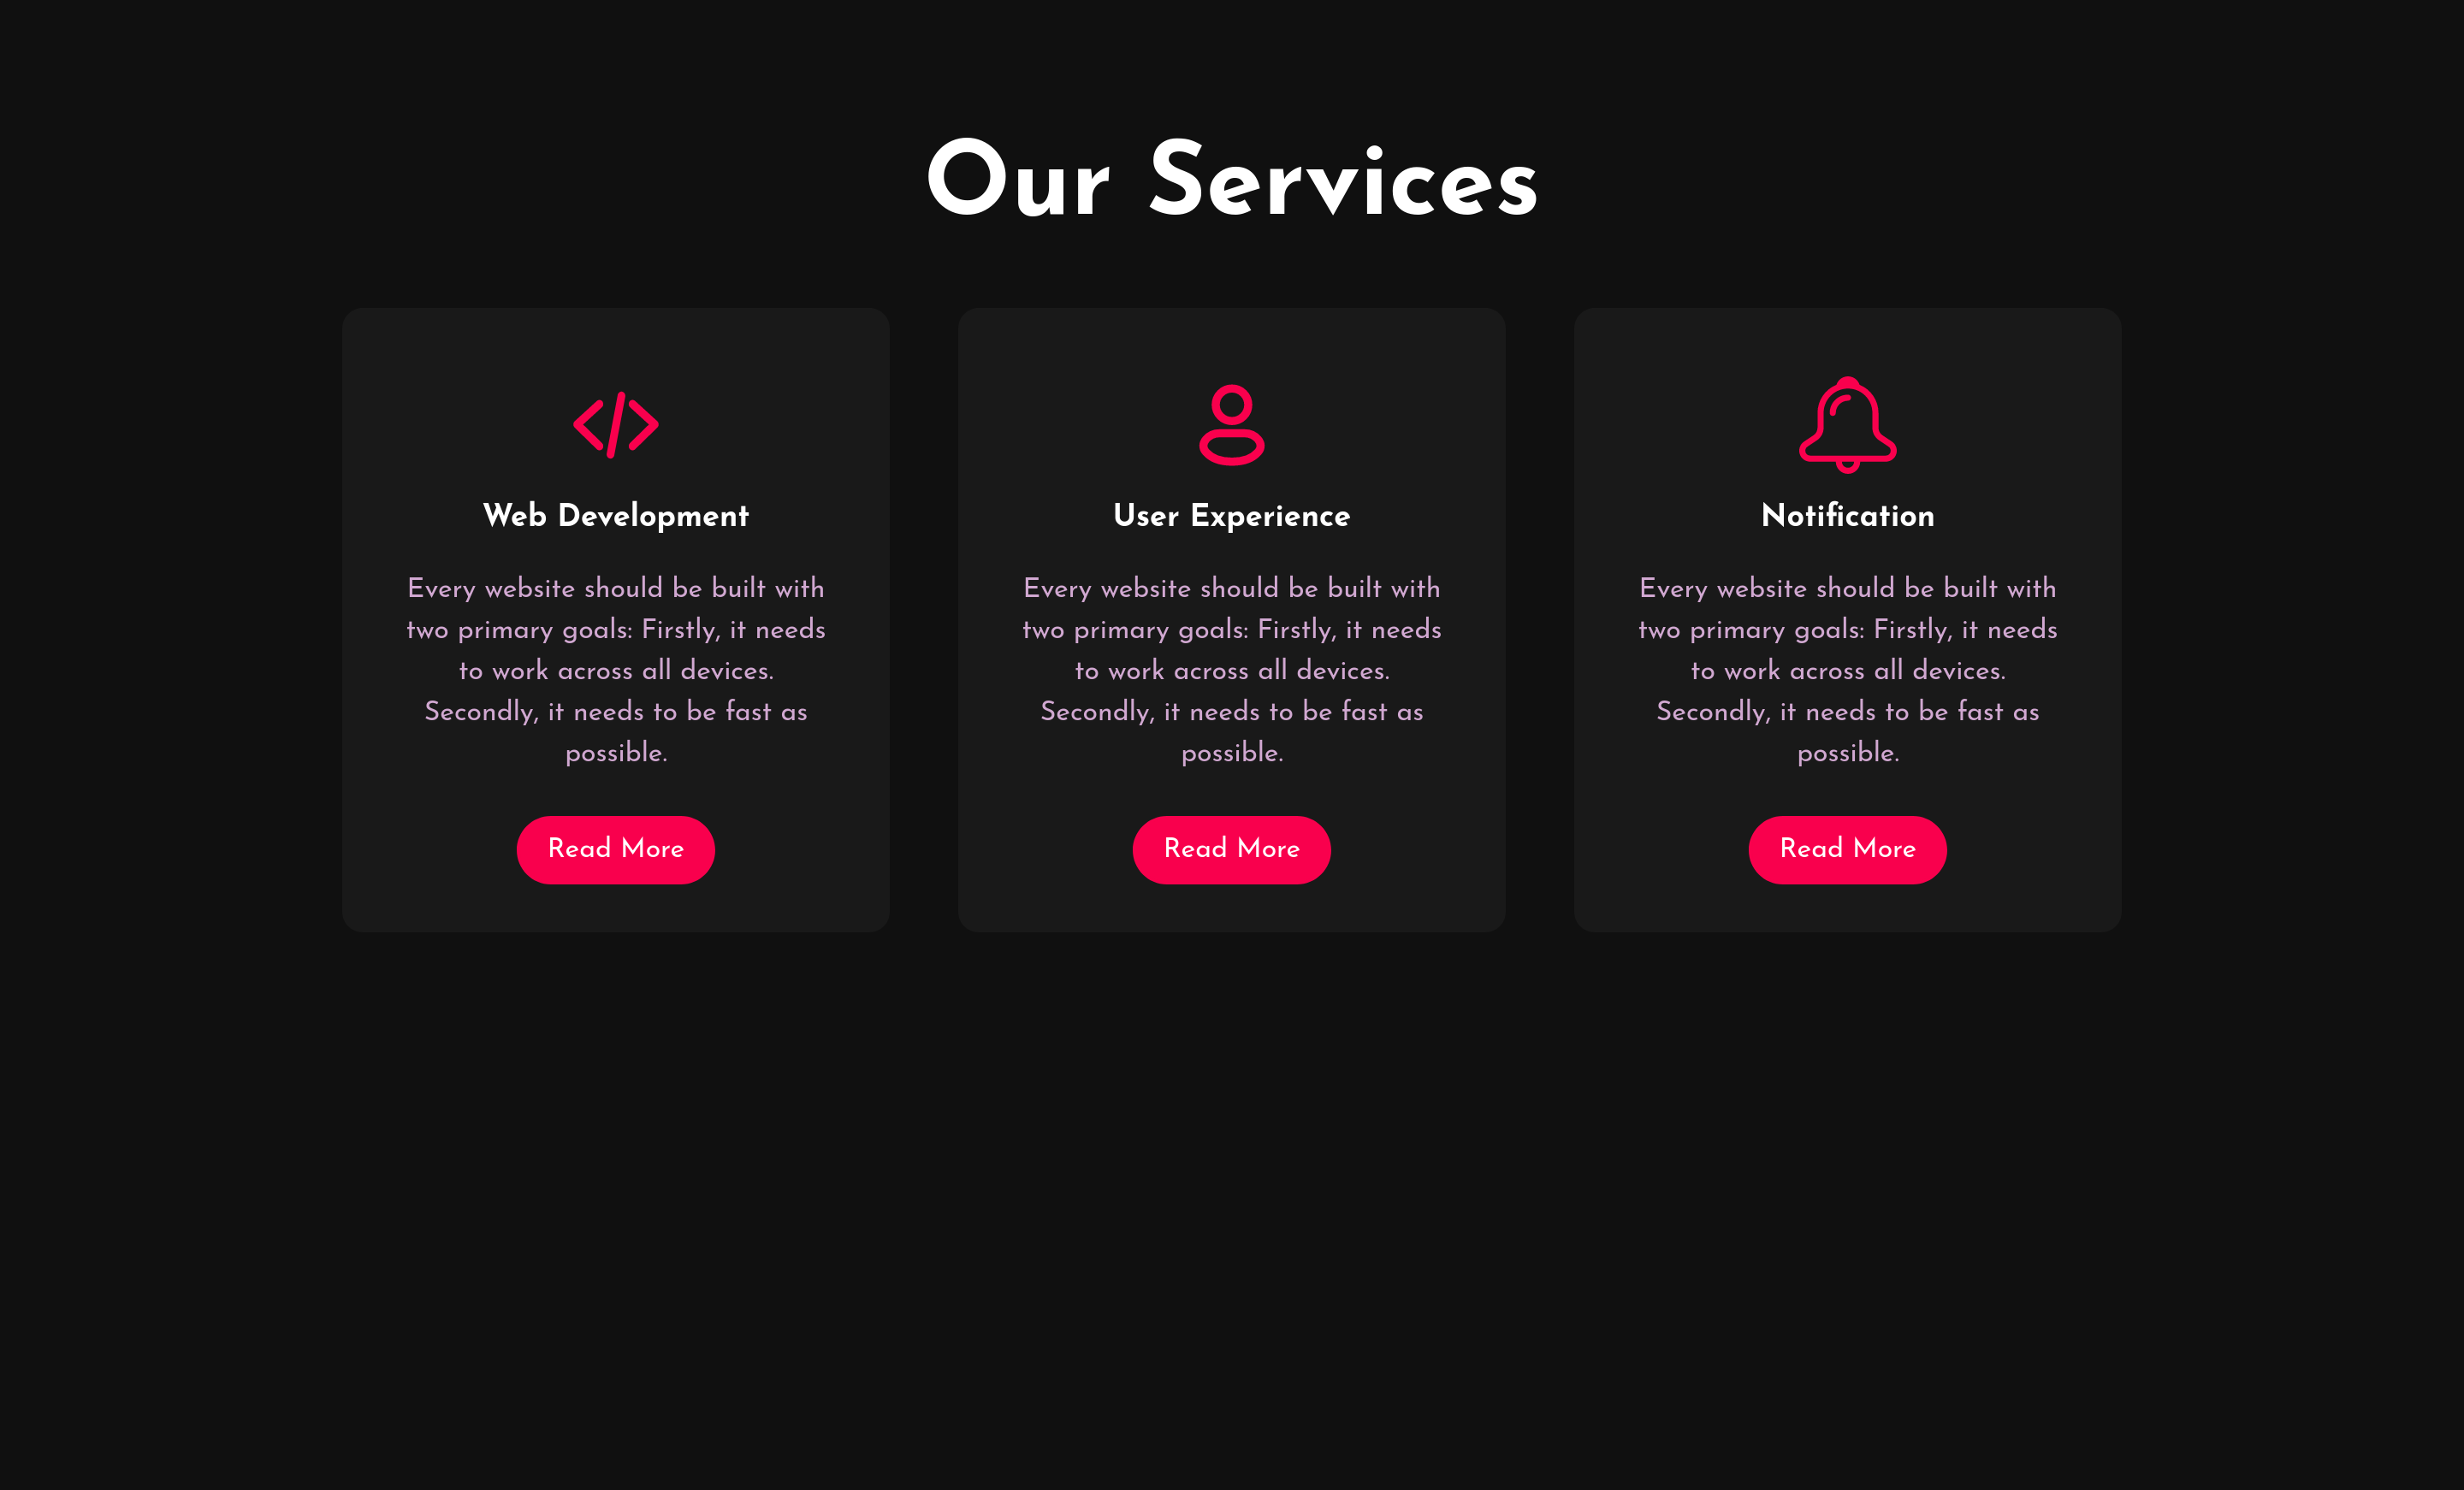 Our Services
Web Development
Every website should be built with
two primary goals: Firstly, it needs
to work across all devices.
Secondly, it needs to be fast as
possible.
Read More
User Experience
Every website should be built with
two primary goals: Firstly, it needs
to work across all devices.
Secondly, it needs to be fast as
possible.
Read More
Notification
Every website should be built with
two primary goals: Firstly, it needs
to work across all devices.
Secondly, it needs to be fast as
possible.
Read More